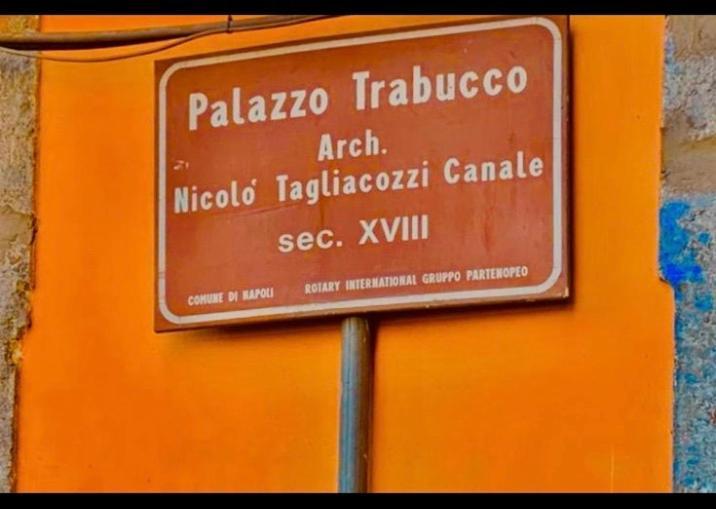 Palazzo Trabucco
Arch.
Nicolo' Tagliacozzi Canale
sec. XVIII
COMUNE DI NAPOLI ROTARY INTERNATIONAL GRUPPO PARTENOPEO